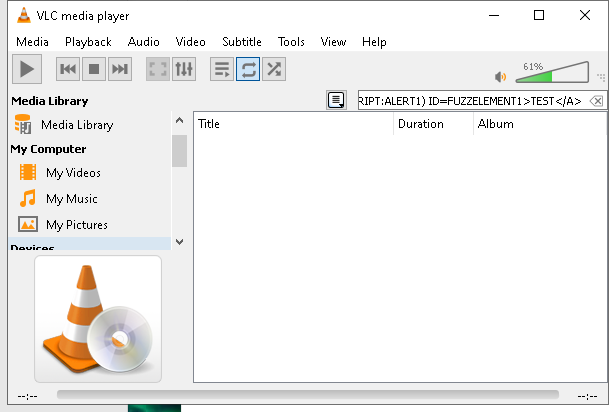 VLC media player
Media Playback Audio Video Subtitle Tools View Help
61%
Media Library
RIPT:ALERT1) ID=FUZZELEMENT1>TEST</A>
Media Library
Title Duration Album
My Computer
My Videos
My Music
My Pictures
Devices
--:-- --:--